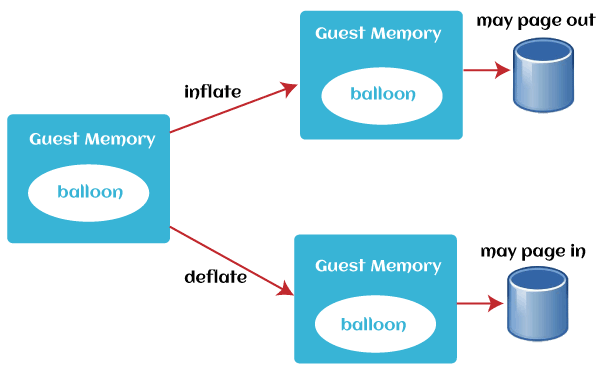 Guest Memory
balloon
inflate
Guest Memory
balloon
may page out
deflate
Guest Memory
balloon
may page in